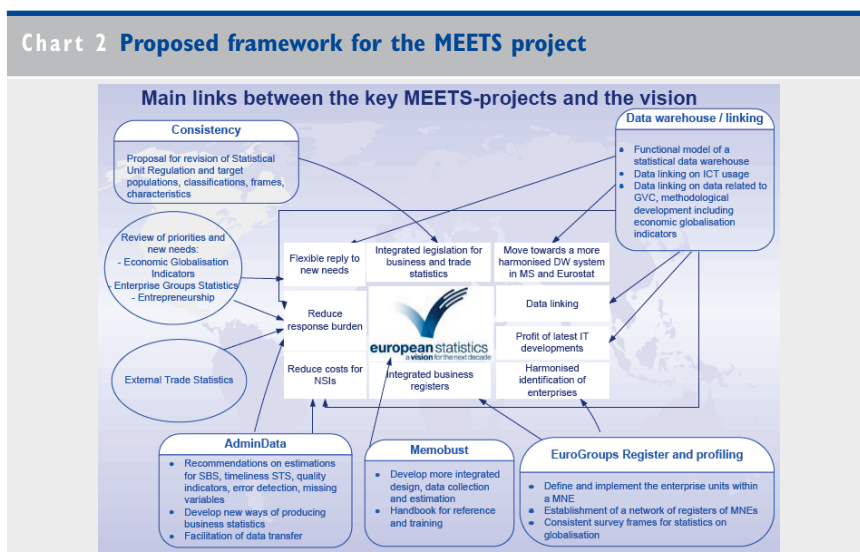 Chart 2 Proposed framework for the MEETS project
Main links between the key MEETS-projects and the vision
Consistency
Proposal for revision of Statistical
Unit Regulation and target
populations, classifications, frames,
characteristics
Data warehouse / linking
Functional model of a
statistical data warehouse
Data linking on ICT usage
Data linking on data related to
GVC, methodological
development including
economic globalisation
indicators
Review of priorities and
new needs:
- Economic Globalisation
Indicators
- Enterprise Groups Statistics
- Entrepreneurship
Flexible reply to
new needs
Integrated legislation for
business and trade
statistics
Move towards a more
harmonised DW system
in MS and Eurostat
Reduce
response burden
european statistics
a vision for the next decade
Data linking
Profit of latest IT
developments
External Trade Statistics
Reduce costs for
NSIs
Integrated business
registers
Harmonised
identification of
enterprises
AdminData
Recommendations on estimations
for SBS, timeliness STS, quality
indicators, error detection, missing
variables
Develop new ways of producing
business statistics
Facilitation of data transfer
Memobust
Develop more integrated
design, data collection
and estimation
Handbook for reference
and training
EuroGroups Register and profiling
Define and implement the enterprise units within
a MNE
Establishment of a network of registers of MNEs
Consistent survey frames for statistics on
globalisation